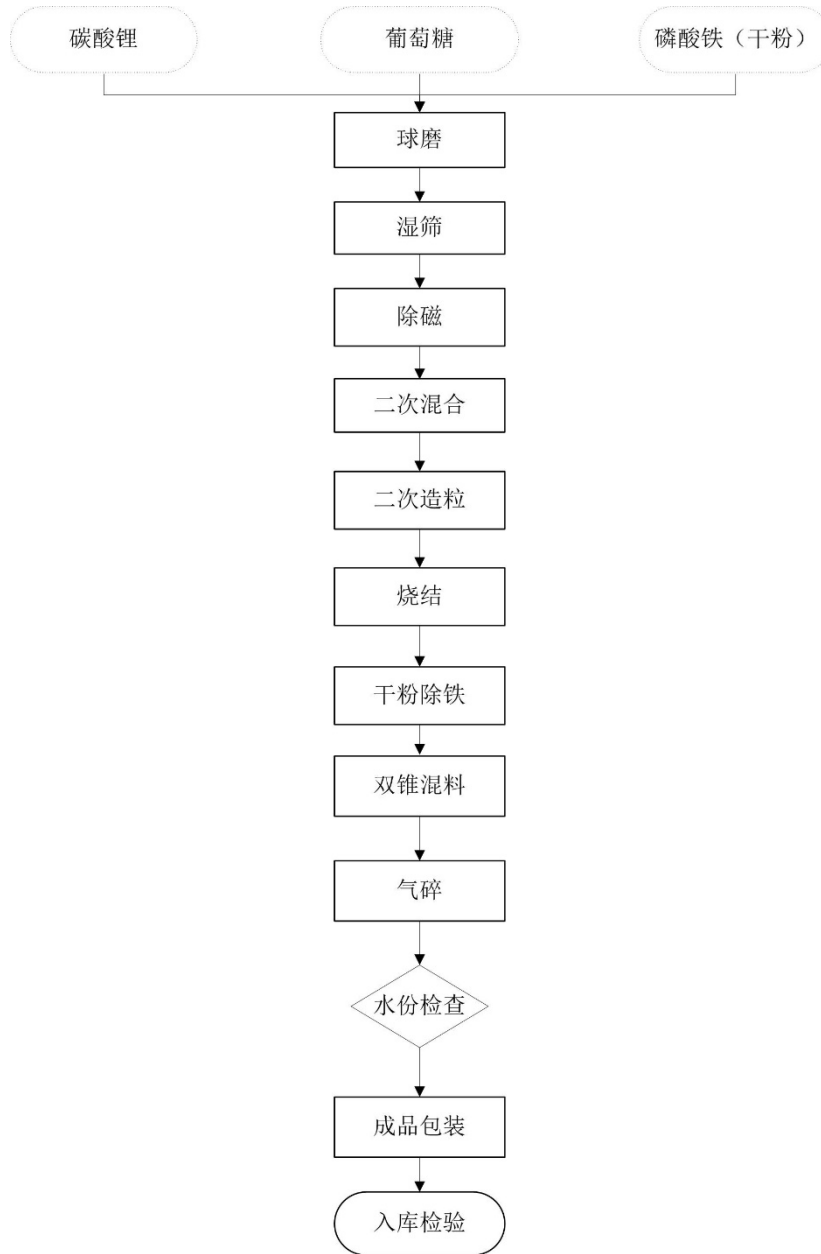 碳酸锂
葡萄糖
磷酸铁（干粉）
球磨
湿筛
除磁
二次混合
二次造粒
烧结
干粉除铁
双锥混料
气碎
水份检查
成品包装
入库检验